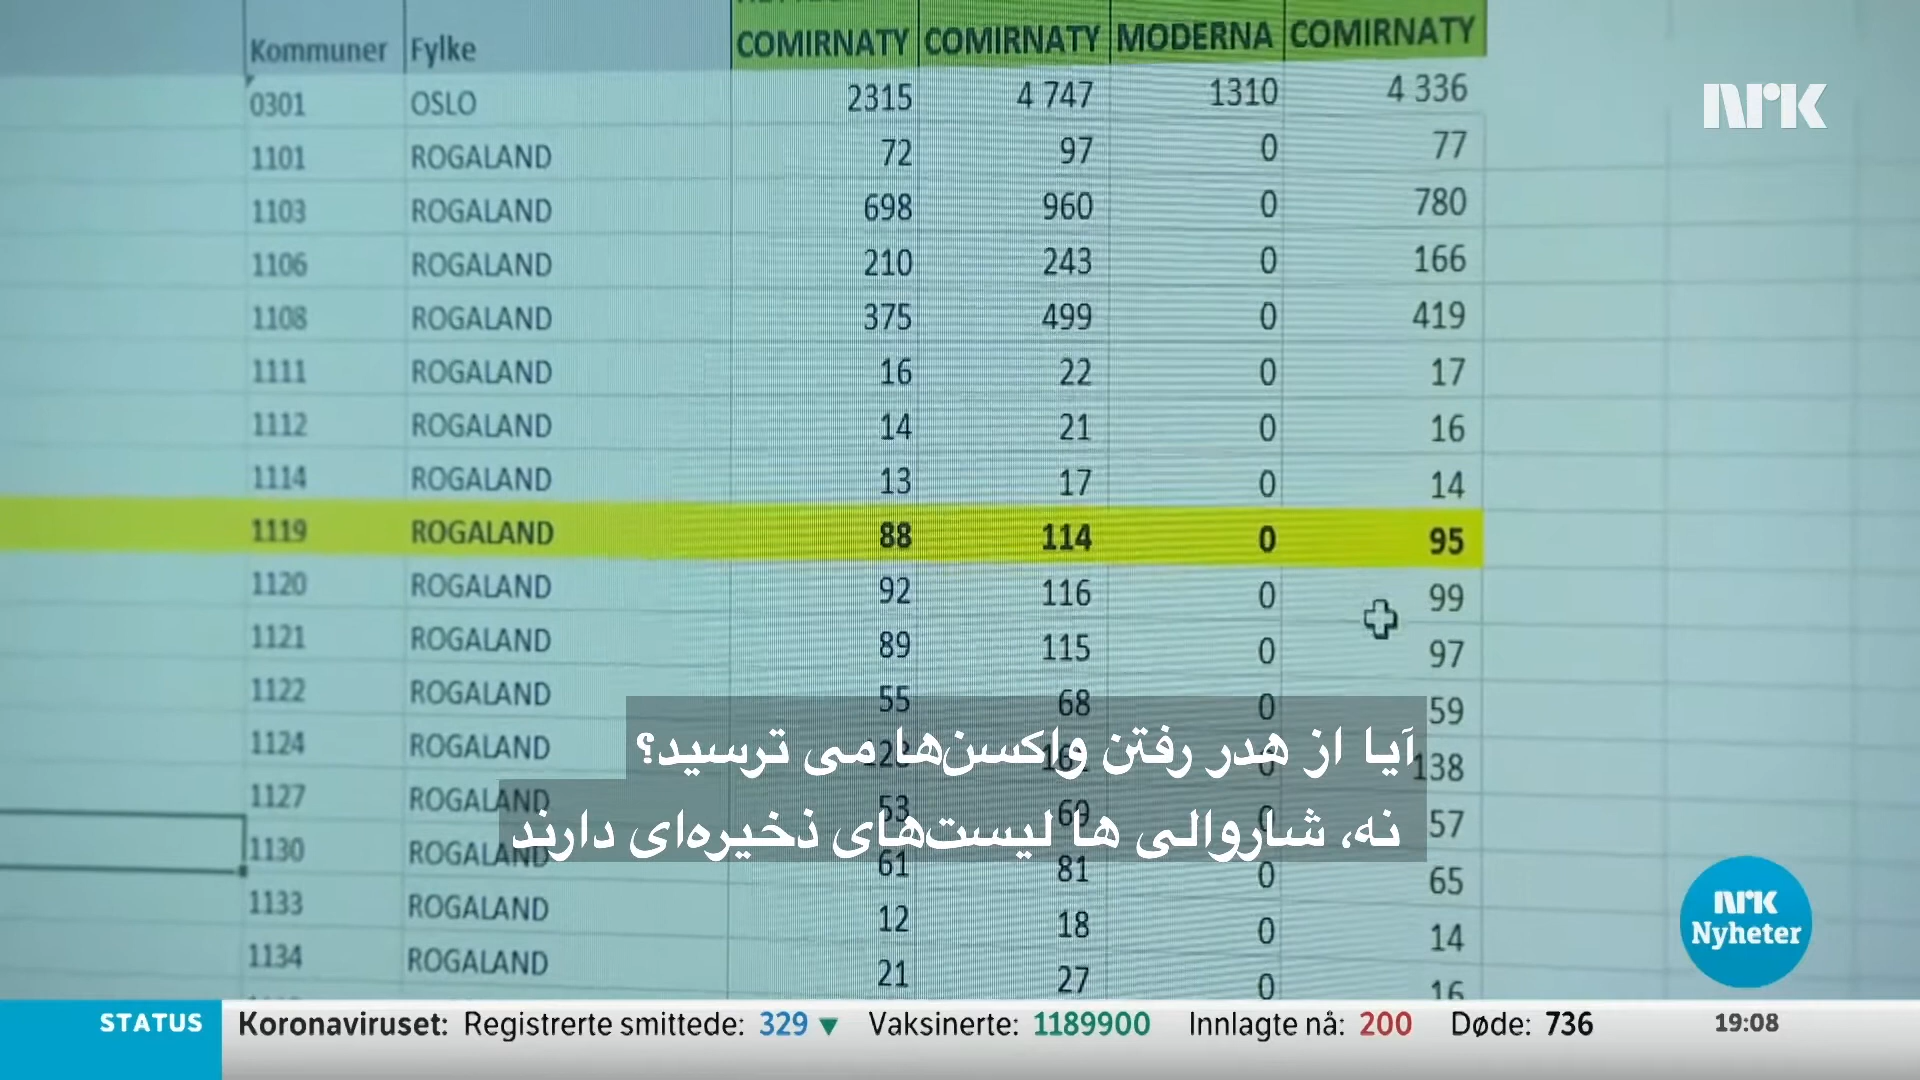 Kommuner Fylke COMIRNATY COMIRNATY MODERNA COMIRNATY
0301 OSLO 2315 4 747 1310 4 336
1101 ROGALAND 72 97 0 77
1103 ROGALAND 698 960 0 780
1106 ROGALAND 210 243 0 166
1108 ROGALAND 375 499 0 419
1111 ROGALAND 16 22 0 17
1112 ROGALAND 14 21 0 16
1114 ROGALAND 13 17 0 14
1119 ROGALAND 88 114 0 95
1120 ROGALAND 92 116 0 99
1121 ROGALAND 89 115 0 97
1122 ROGALAND 55 68 0 59
1124 ROGALAND 0 138
1127 ROGALAND 53 69 0 57
1130 ROGALAND 61 81 0 65
1133 ROGALAND 12 18 0 14
1134 ROGALAND 21 27 0 16
NRK
آیا از هدر رفتن واکسن‌ها می ترسید؟
نه، شاروالی ها لیست‌های ذخیره‌ای دارند
NRK
Nyheter
STATUS Koronaviruset: Registrerte smittede: 329 ▼ Vaksinerte: 1189900 Innlagte nå: 200 Døde: 736 19:08